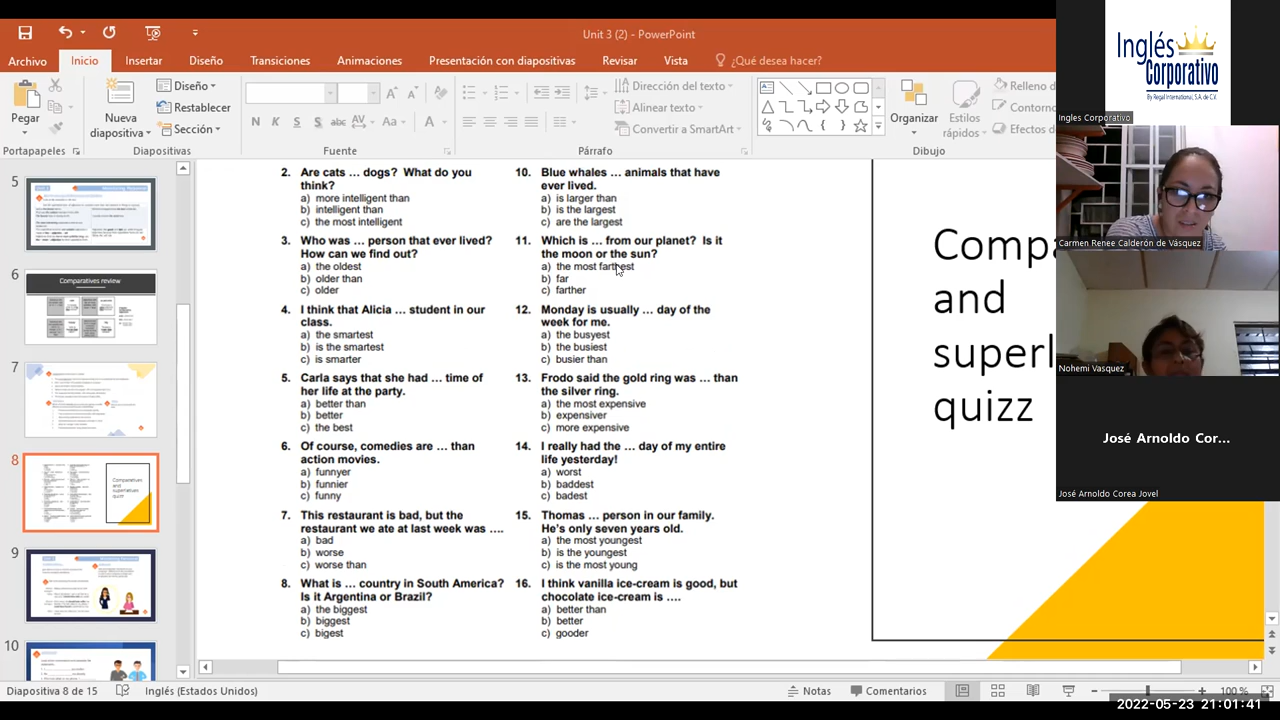 Unit 3 (2) - PowerPoint
Archivo
Inicio
Insertar
Diseño
Transiciones
Animaciones
Presentación con diapositivas
Revisar
Vista
¿Qué desea hacer?
Pegar
Nueva
diapositiva
Diseño
Restablecer
Sección
N K S S abc AV Aa A
Dirección del texto
Alinear texto
Convertir a SmartArt
Organizar
Estilos
rápidos
Relleno d
Contorno
Efectos d
Portapapeles
Diapositivas
Fuente
Párrafo
Dibujo
5
6
Comparatives review
7
8
Comparatives
and
superlatives
quizz
9
10
2. Are cats … dogs? What do you
think?
a) more intelligent than
b) intelligent than
c) the most intelligent
3. Who was … person that ever lived?
How can we find out?
a) the oldest
b) older than
c) older
4. I think that Alicia … student in our
class.
a) the smartest
b) is the smartest
c) is smarter
5. Carla says that she had … time of
her life at the party.
a) better than
b) better
c) the best
6. Of course, comedies are … than
action movies.
a) funnyer
b) funnier
c) funny
7. This restaurant is bad, but the
restaurant we ate at last week was ….
a) bad
b) worse
c) worse than
8. What is … country in South America?
Is it Argentina or Brazil?
a) the biggest
b) biggest
c) bigest
10. Blue whales … animals that have
ever lived.
a) is larger than
b) is the largest
c) are the largest
11. Which is … from our planet? Is it
the moon or the sun?
a) the most farthest
b) far
c) farther
12. Monday is usually … day of the
week for me.
a) the busyest
b) the busiest
c) busier than
13. Frodo said the gold ring was … than
the silver ring.
a) the most expensive
b) expensiver
c) more expensive
14. I really had the … day of my entire
life yesterday!
a) worst
b) baddest
c) badest
15. Thomas … person in our family.
He's only seven years old.
a) the most youngest
b) is the youngest
c) is the most young
16. I think vanilla ice-cream is good, but
chocolate ice-cream is ….
a) better than
b) better
c) gooder
Compa
and
superl
quizz
Inglés
Corporativo
By Regal International, S.A. de C.V.
Ingles Corporativo
Carmen Renee Calderón de Vásquez
Nohemi Vasquez
José Arnoldo Cor...
José Arnoldo Corea Jovel
Diapositiva 8 de 15
Inglés (Estados Unidos)
Notas
Comentarios
100 %
2022-05-23 21:01:41